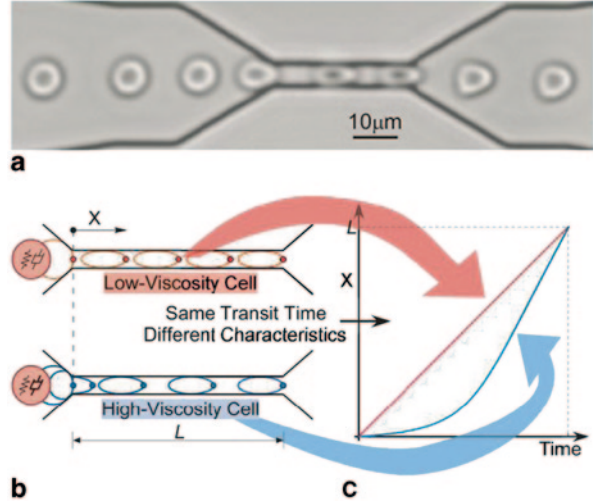 10μm
a
X
Low-Viscosity Cell
Same Transit Time
Different Characteristics
High-Viscosity Cell
L
b
L
X
Time
c